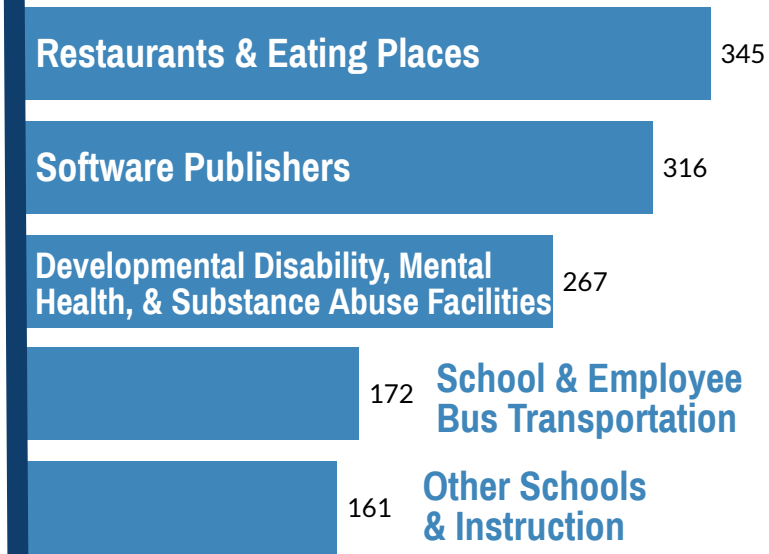 Restaurants & Eating Places
345
Software Publishers
316
Developmental Disability, Mental
Health, & Substance Abuse Facilities
267
172
School & Employee
Bus Transportation
161
Other Schools
& Instruction